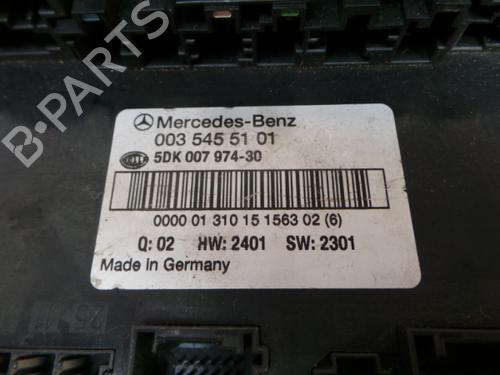 Mercedes-Benz
003 545 51 01
5DK 007 974-30
0000 01 310 15 1563 02 (6)
Q: 02 HW: 2401 SW: 2301
Made in Germany
B-PARTS